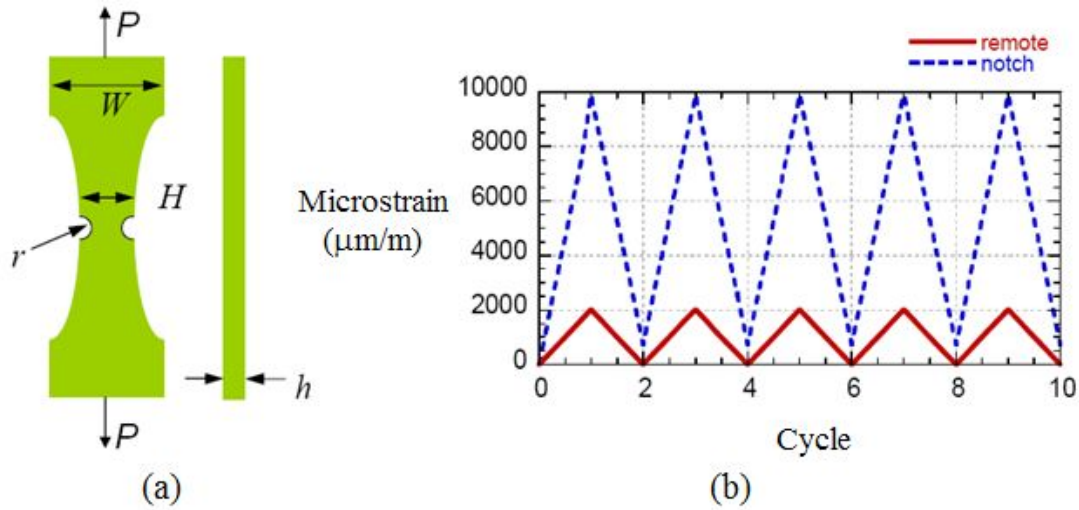 P
W
H
r
h
P
(a)
remote
notch
Microstrain
(μm/m)
10000
8000
6000
4000
2000
0
0 2 4 6 8 10
Cycle
(b)